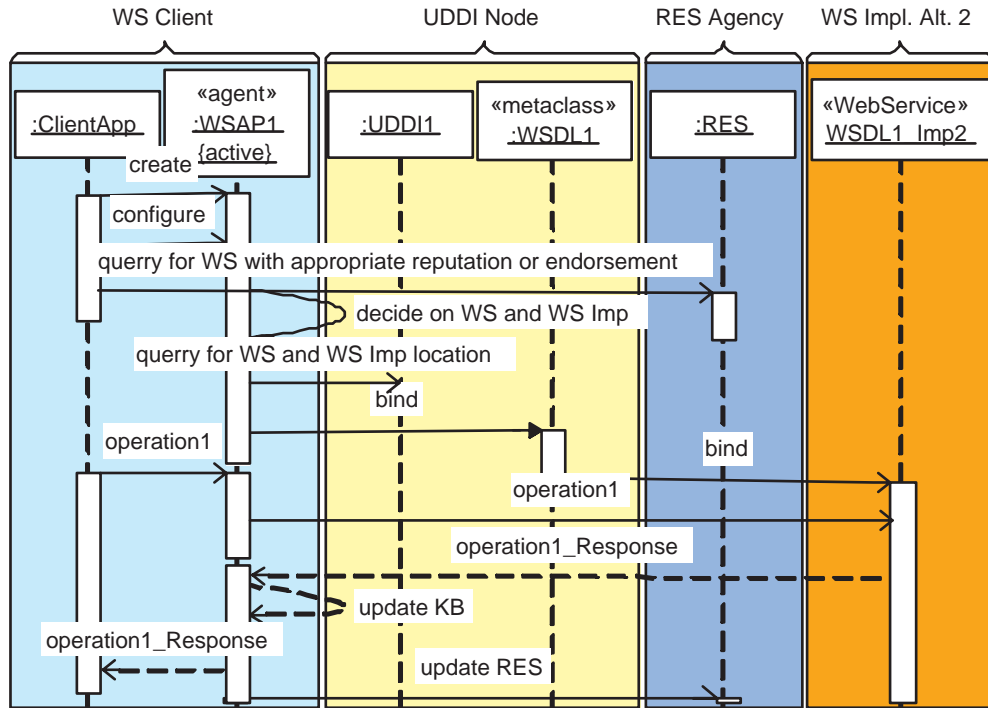 WS Client
UDDI Node
RES Agency
WS Impl. Alt. 2
:ClientApp
«agent»
:WSAP1
{active}
:UDDI1
«metaclass»
:WSDL1
:RES
«WebService»
WSDL1_Imp2
create
configure
querry for WS with appropriate reputation or endorsement
decide on WS and WS Imp
querry for WS and WS Imp location
bind
operation1
bind
operation1
operation1_Response
update KB
operation1_Response
update RES